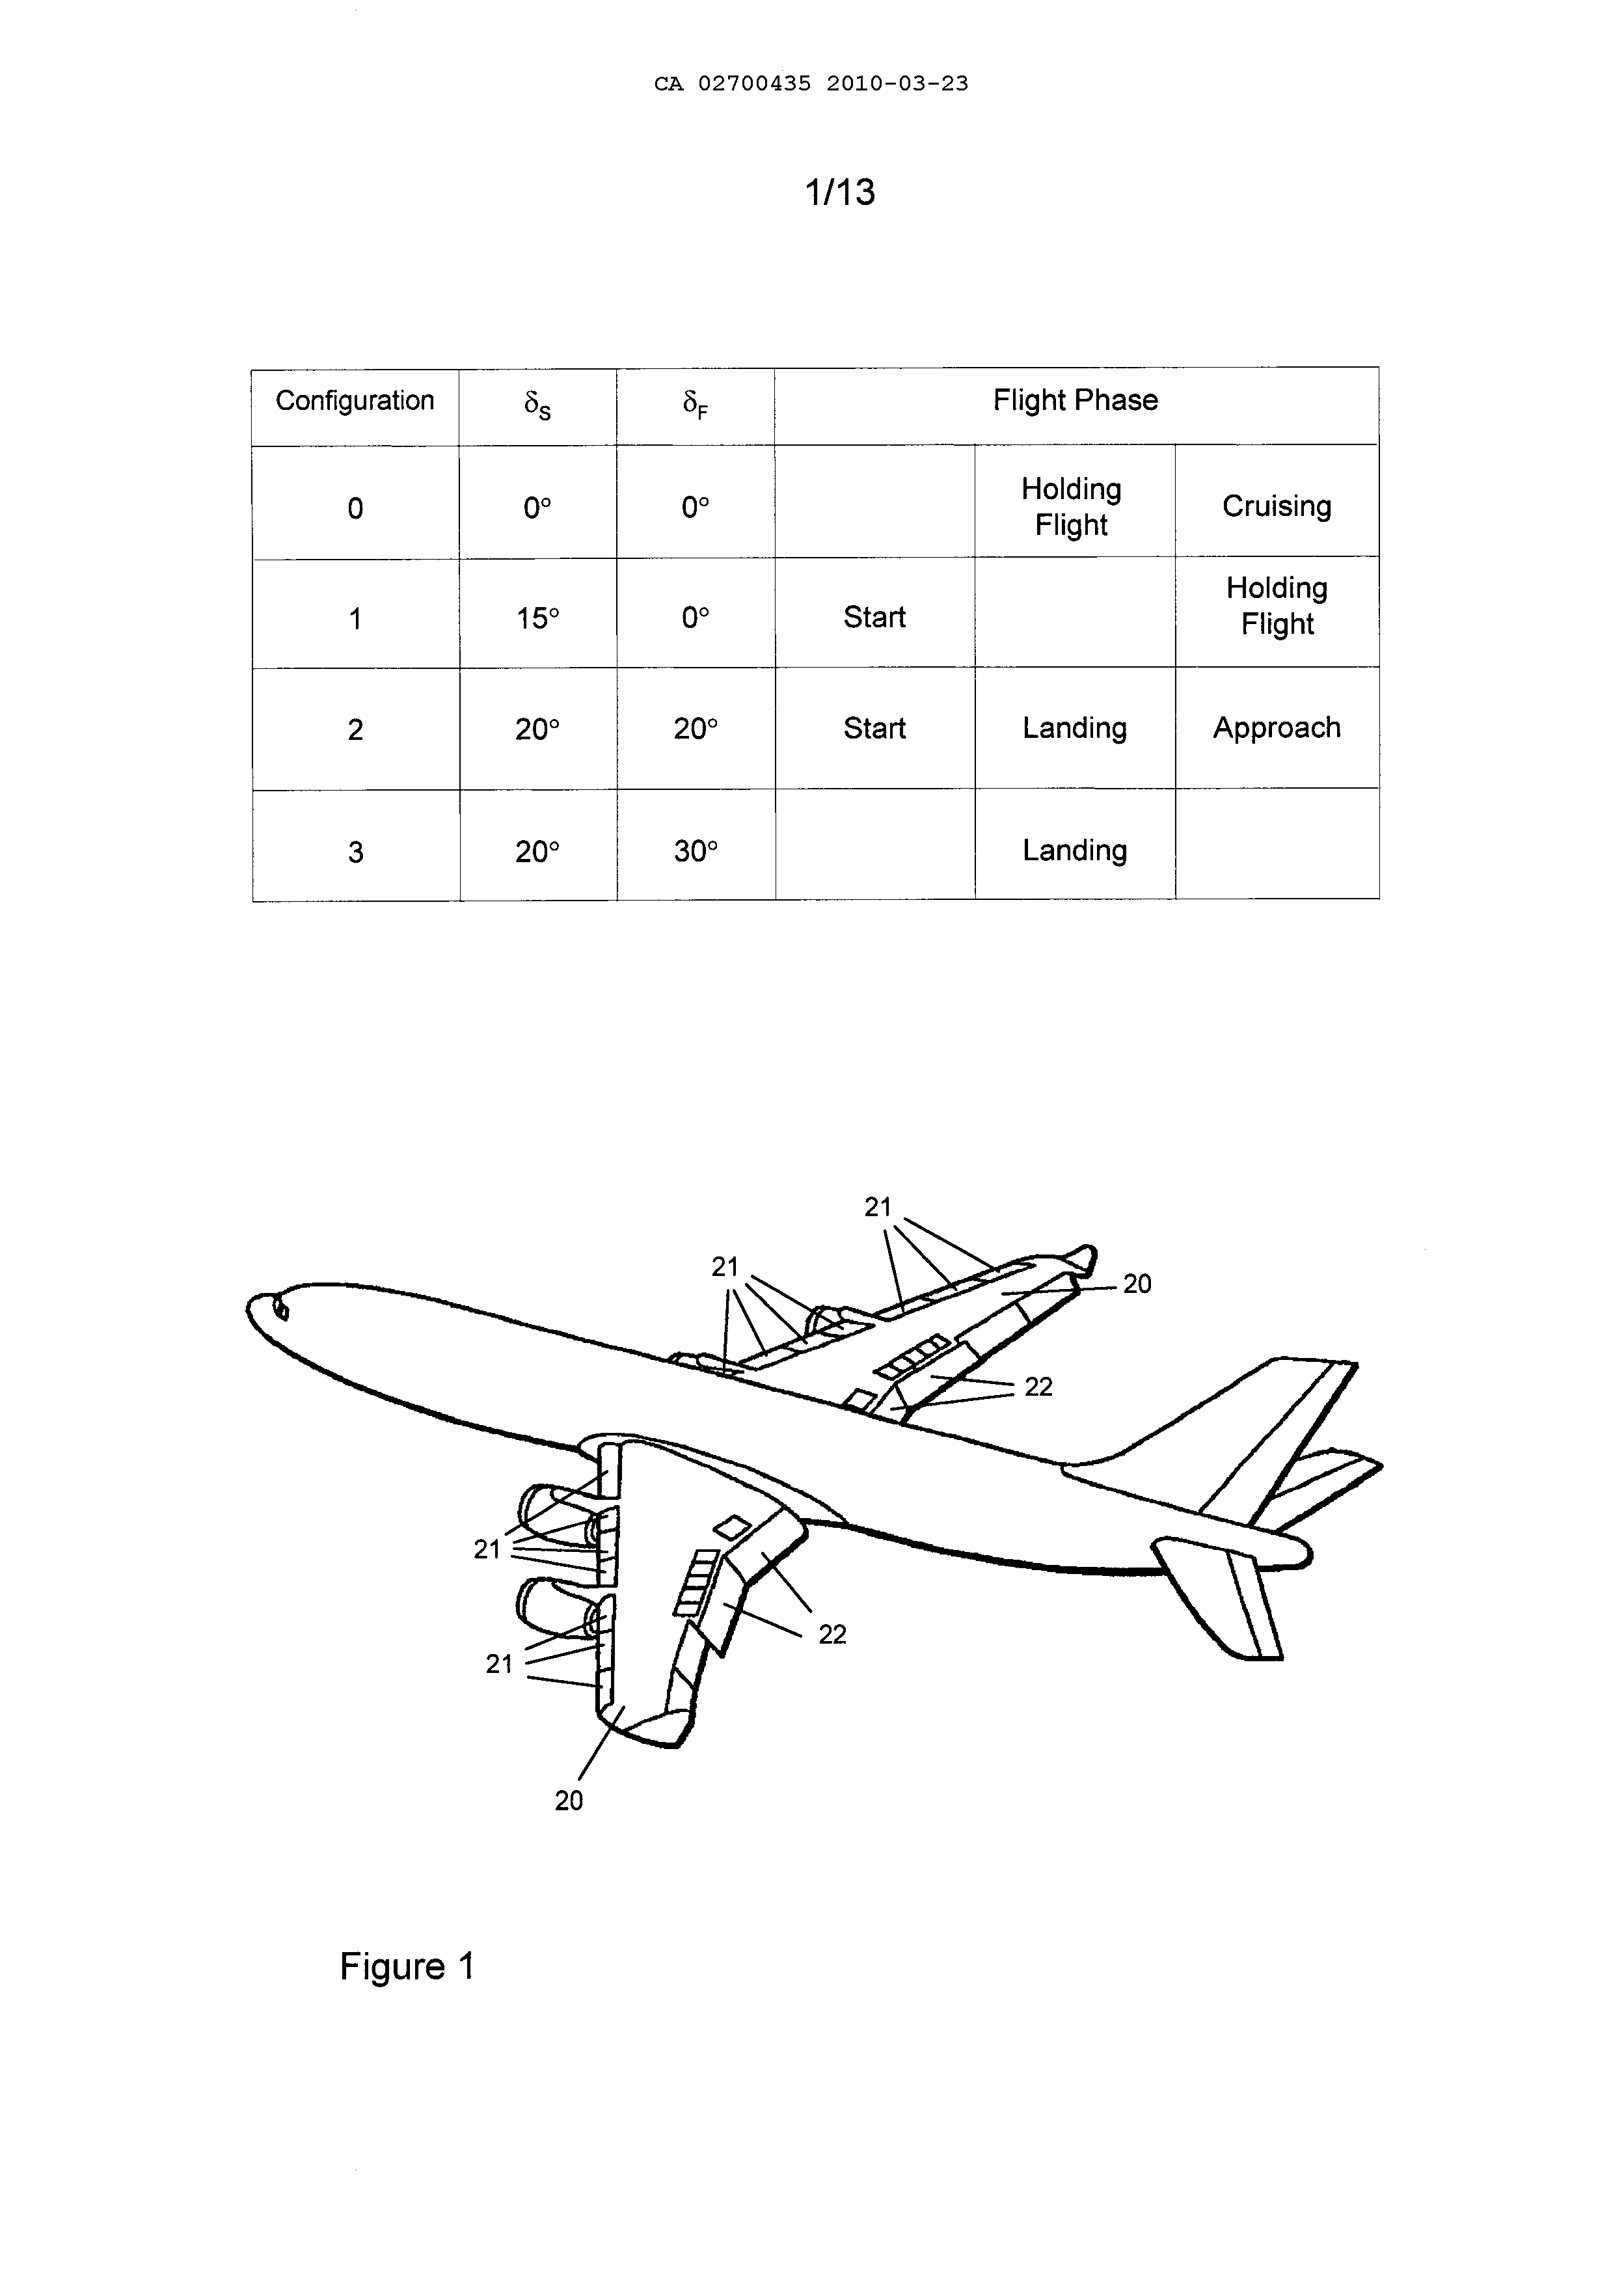 CA 02700435 2010-03-23
1/13
Configuration δS δF Flight Phase
0 0° 0° Holding Flight Cruising
1 15° 0° Start Holding Flight
2 20° 20° Start Landing Approach
3 20° 30° Landing
21
21
20
22
21
22
21
20
Figure 1